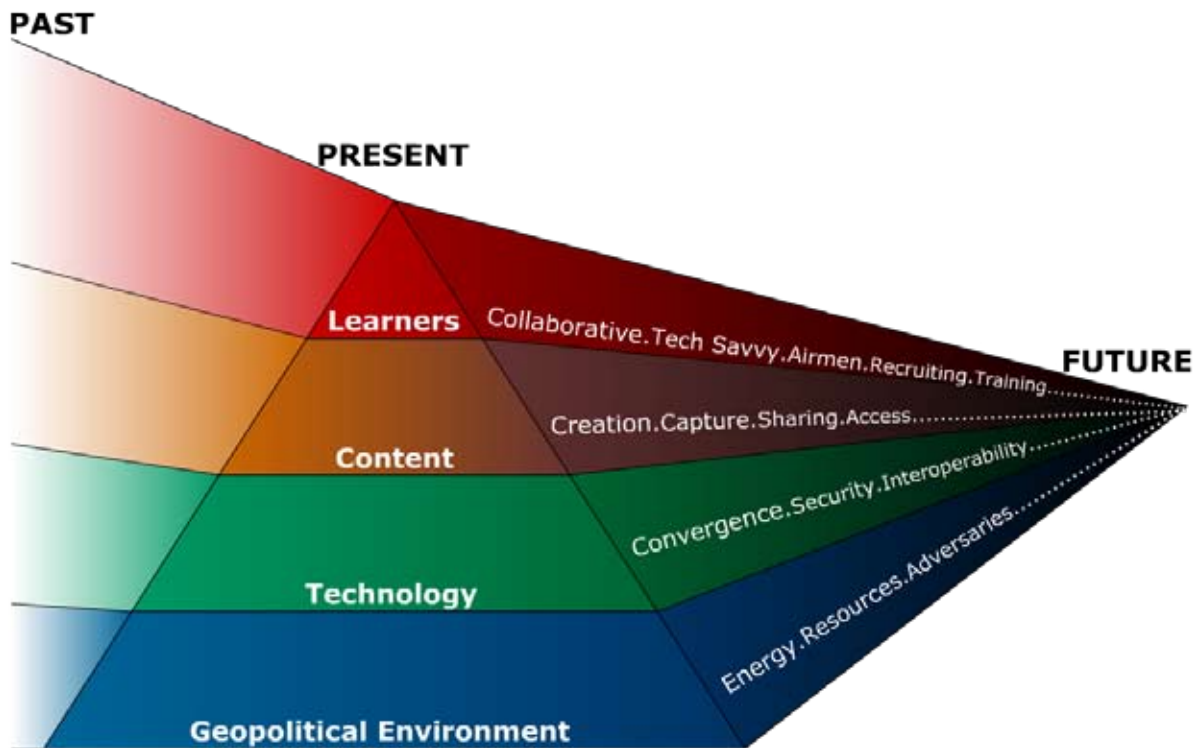 PAST
PRESENT
FUTURE
Learners
Collaborative.Tech Savvy.Airmen.Recruiting.Training...........
Content
Creation.Capture.Sharing.Access...........
Technology
Convergence.Security.Interoperability...........
Geopolitical Environment
Energy.Resources.Adversaries...........